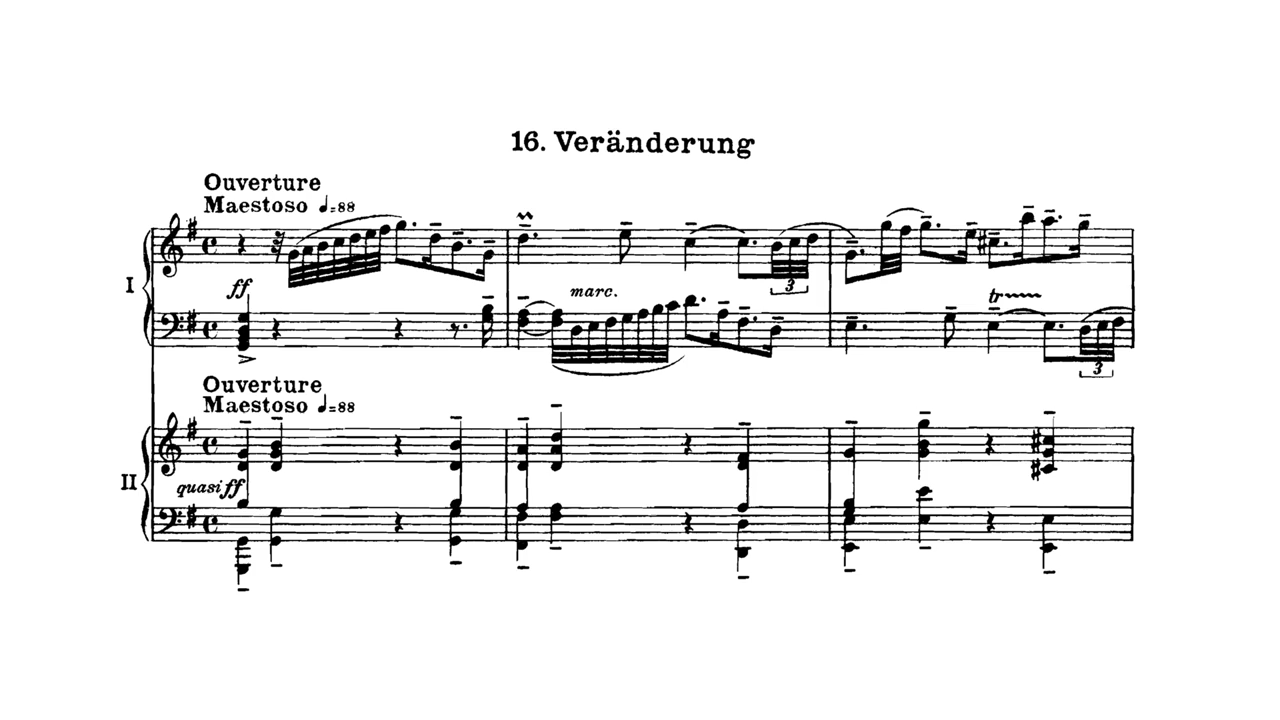 16. Veränderung
Ouverture
Maestoso ♩=88
I
ff
marc.
3
tr
3
Ouverture
Maestoso ♩=88
II
quasi ff